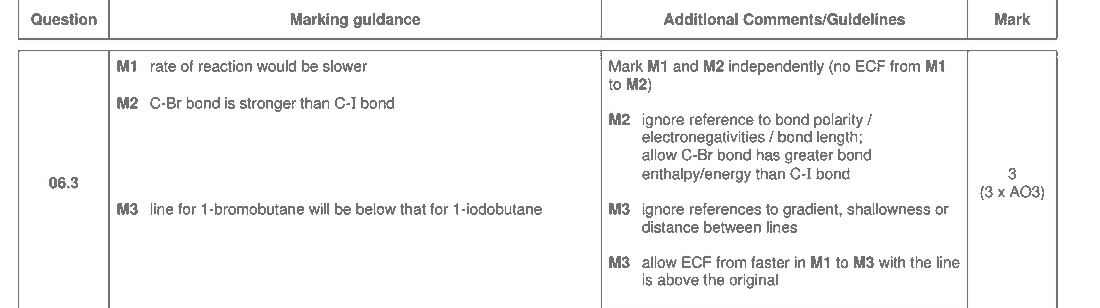 Question Marking guidance Additional Comments/Guidelines Mark
M1 rate of reaction would be slower
M2 C-Br bond is stronger than C-I bond
M3 line for 1-bromobutane will be below that for 1-iodobutane
Mark M1 and M2 independently (no ECF from M1
to M2)
M2 ignore reference to bond polarity /
electronegativities / bond length;
allow C-Br bond has greater bond
enthalpy/energy than C-I bond
M3 ignore references to gradient, shallowness or
distance between lines
M3 allow ECF from faster in M1 to M3 with the line
is above the original
06.3
3
(3 x AO3)